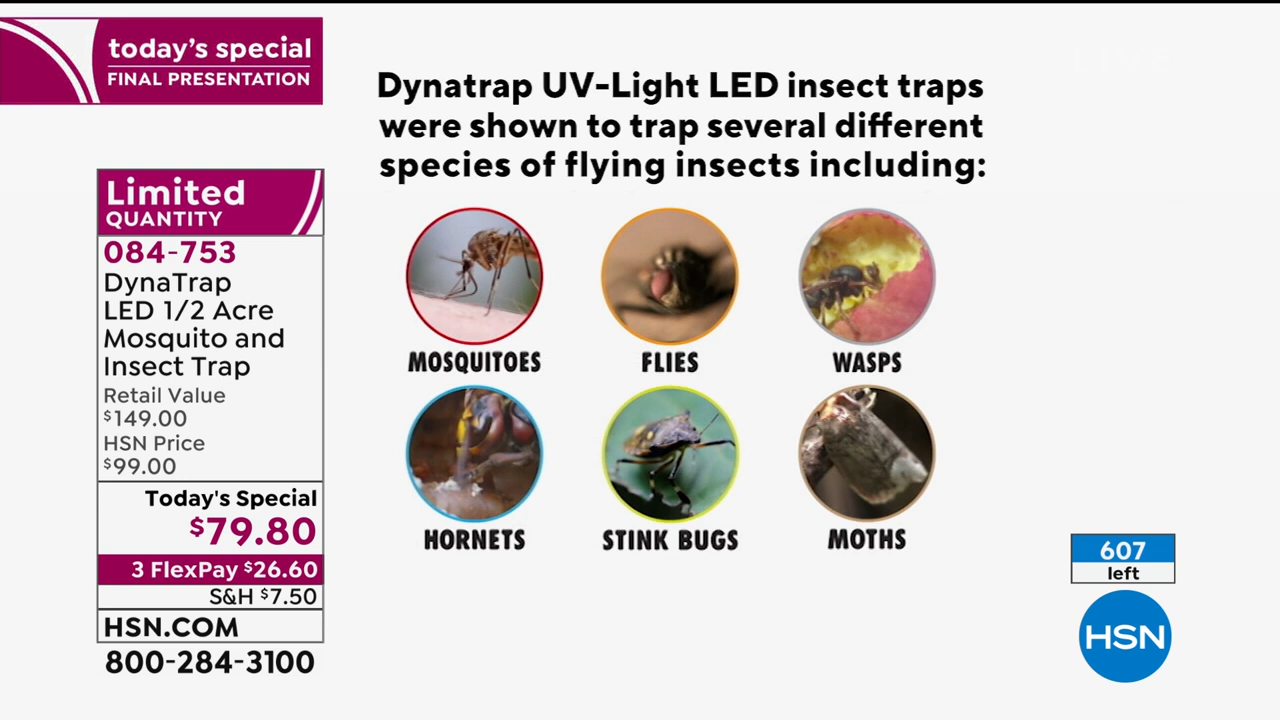 today's special
FINAL PRESENTATION
LIVE
Dynatrap UV-Light LED insect traps
were shown to trap several different
species of flying insects including:
Limited
QUANTITY
084-753
DynaTrap
LED 1/2 Acre
Mosquito and
Insect Trap
Retail Value
$149.00
HSN Price
$99.00
Today's Special
$79.80
3 FlexPay $26.60
S&H $7.50
HSN.COM
800-284-3100
MOSQUITOES
FLIES
WASPS
HORNETS
STINK BUGS
MOTHS
607
left
HSN